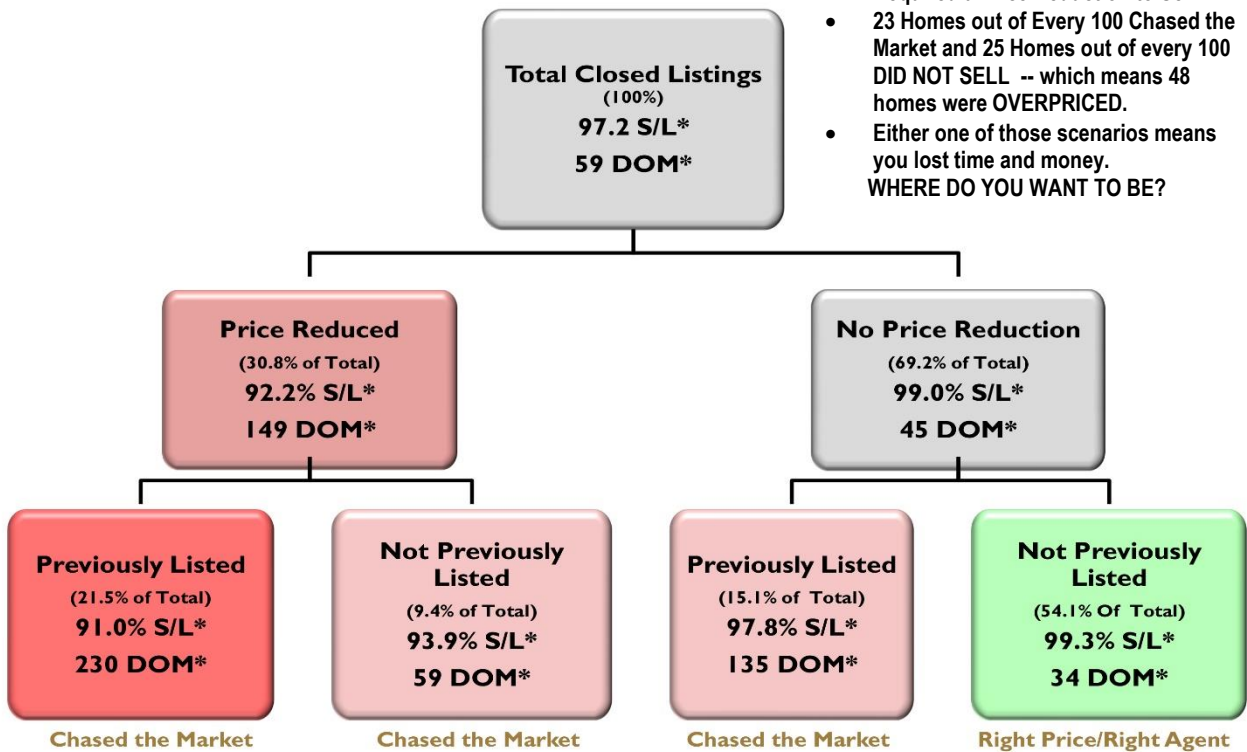 • 23 Homes out of Every 100 Chased the
Market and 25 Homes out of every 100
DID NOT SELL -- which means 48
homes were OVERPRICED.
• Either one of those scenarios means
you lost time and money.
WHERE DO YOU WANT TO BE?
Total Closed Listings
(100%)
97.2 S/L*
59 DOM*
Price Reduced
(30.8% of Total)
92.2% S/L*
149 DOM*
No Price Reduction
(69.2% of Total)
99.0% S/L*
45 DOM*
Previously Listed
(21.5% of Total)
91.0% S/L*
230 DOM*
Chased the Market
Not Previously
Listed
(9.4% of Total)
93.9% S/L*
59 DOM*
Chased the Market
Previously Listed
(15.1% of Total)
97.8% S/L*
135 DOM*
Chased the Market
Not Previously
Listed
(54.1% Of Total)
99.3% S/L*
34 DOM*
Right Price/Right Agent